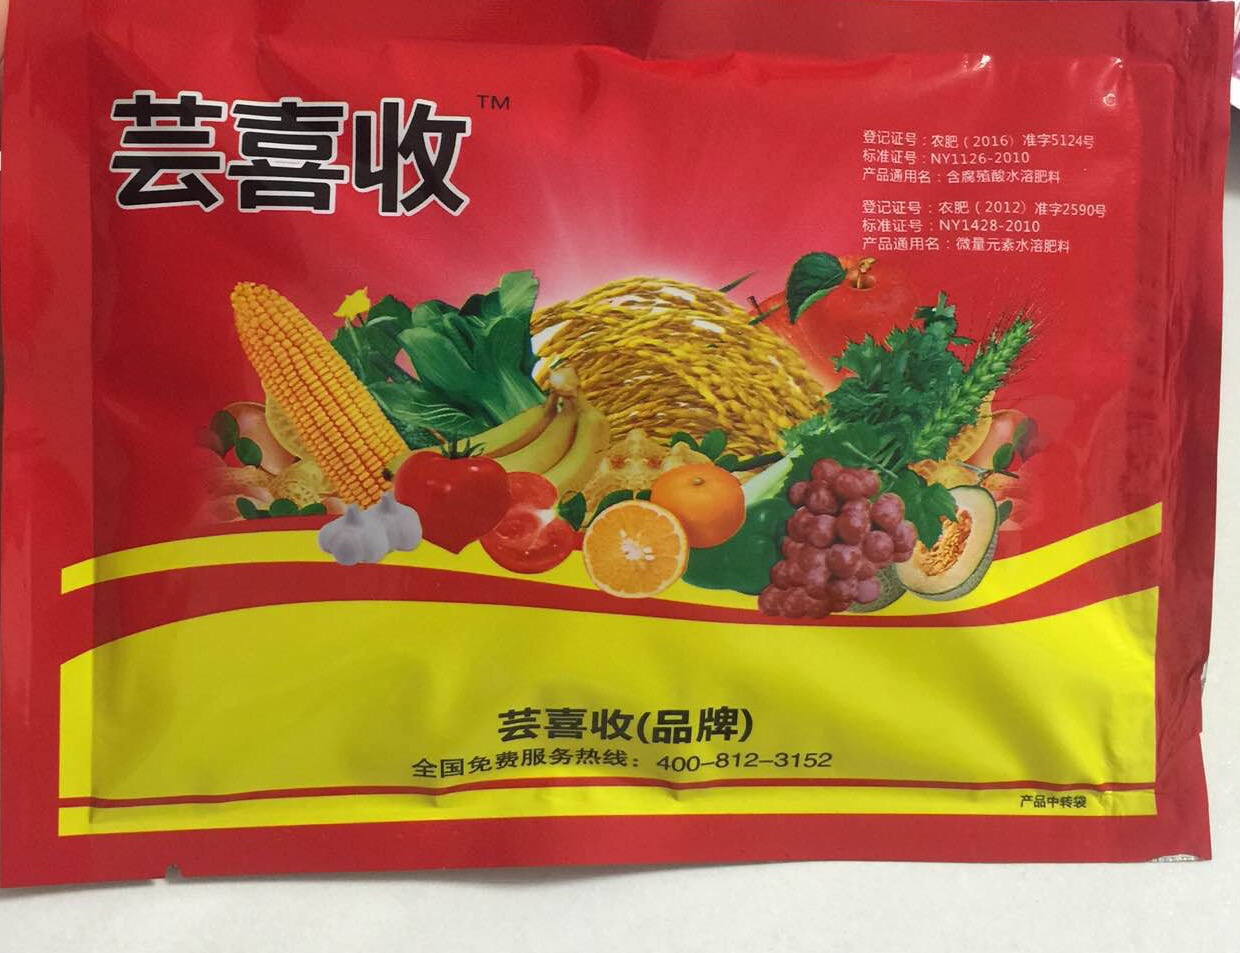 芸喜收™
登记证号：农肥（2016）准字5124号
标准证号：NY1126-2010
产品通用名：含腐殖酸水溶肥料
登记证号：农肥（2012）准字2590号
标准证号：NY1428-2010
产品通用名：微量元素水溶肥料
芸喜收(品牌)
全国免费服务热线：400-812-3152
产品中转袋